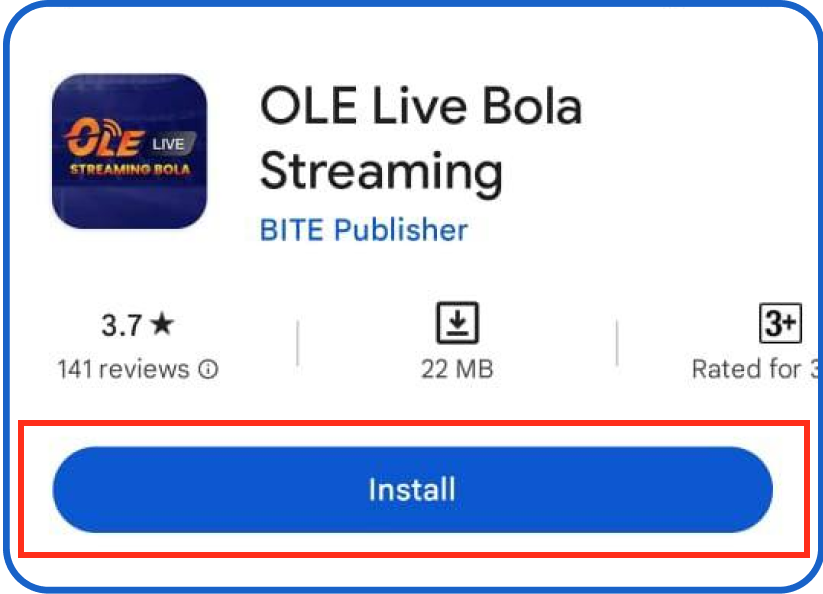 OLE LIVE
STREAMING BOLA
OLE Live Bola
Streaming
BITE Publisher
3.7 ★
141 reviews
22 MB
3+
Rated for 3
Install